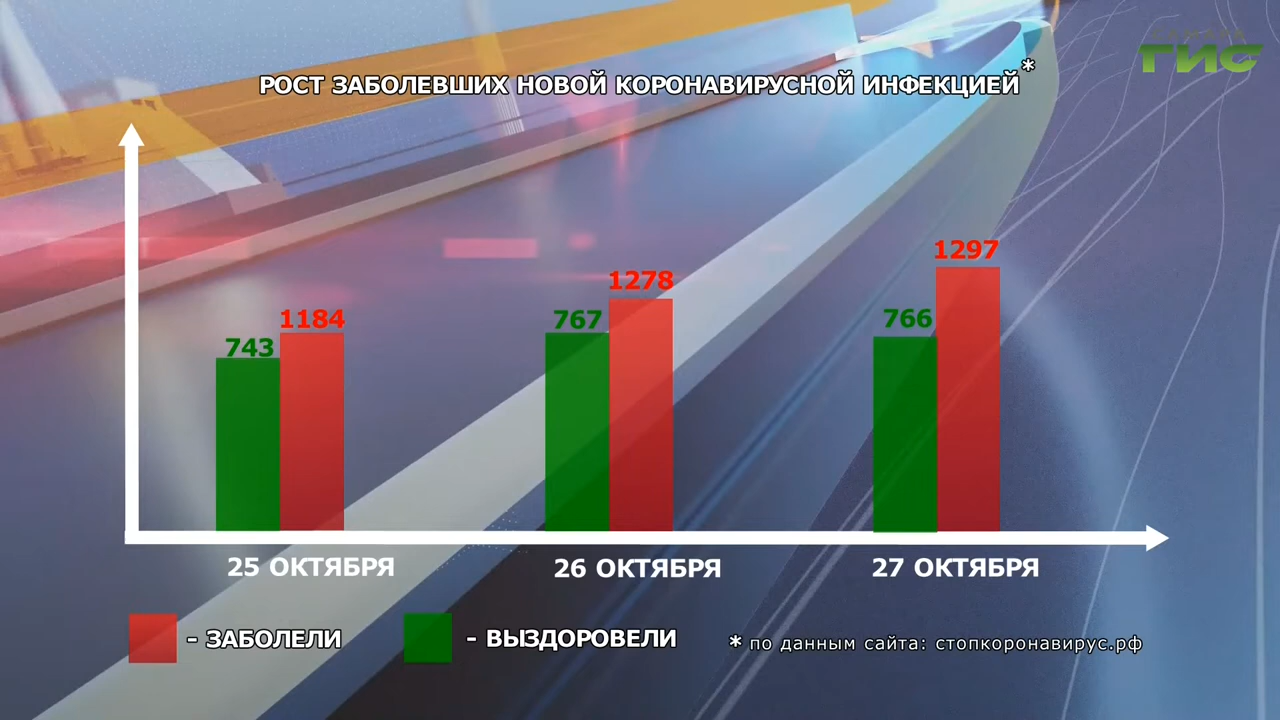 САМАРА
ГИС
РОСТ ЗАБОЛЕВШИХ НОВОЙ КОРОНАВИРУСНОЙ ИНФЕКЦИЕЙ*
743 1184
767 1278
766 1297
25 ОКТЯБРЯ 26 ОКТЯБРЯ 27 ОКТЯБРЯ
- ЗАБОЛЕЛИ - ВЫЗДОРОВЕЛИ * по данным сайта: стопкоронавирус.рф